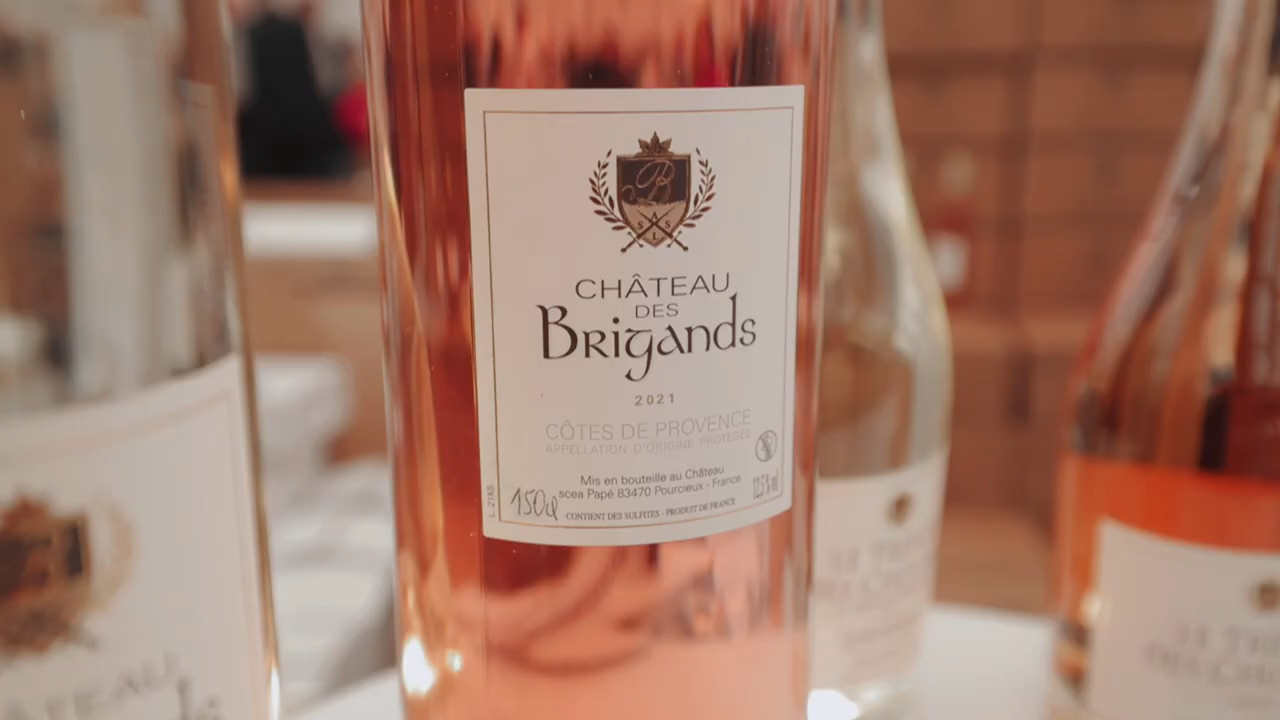 B
A
S S
L
CHÂTEAU
DES
Brigands
2021
CÔTES DE PROVENCE
APPELLATION D'ORIGINE PROTÉGÉE
Mis en bouteille au Château
scea Papé 83470 Pourcieux - France
CONTIENT DES SULFITES - PRODUIT DE FRANCE
150cl
12,5% vol